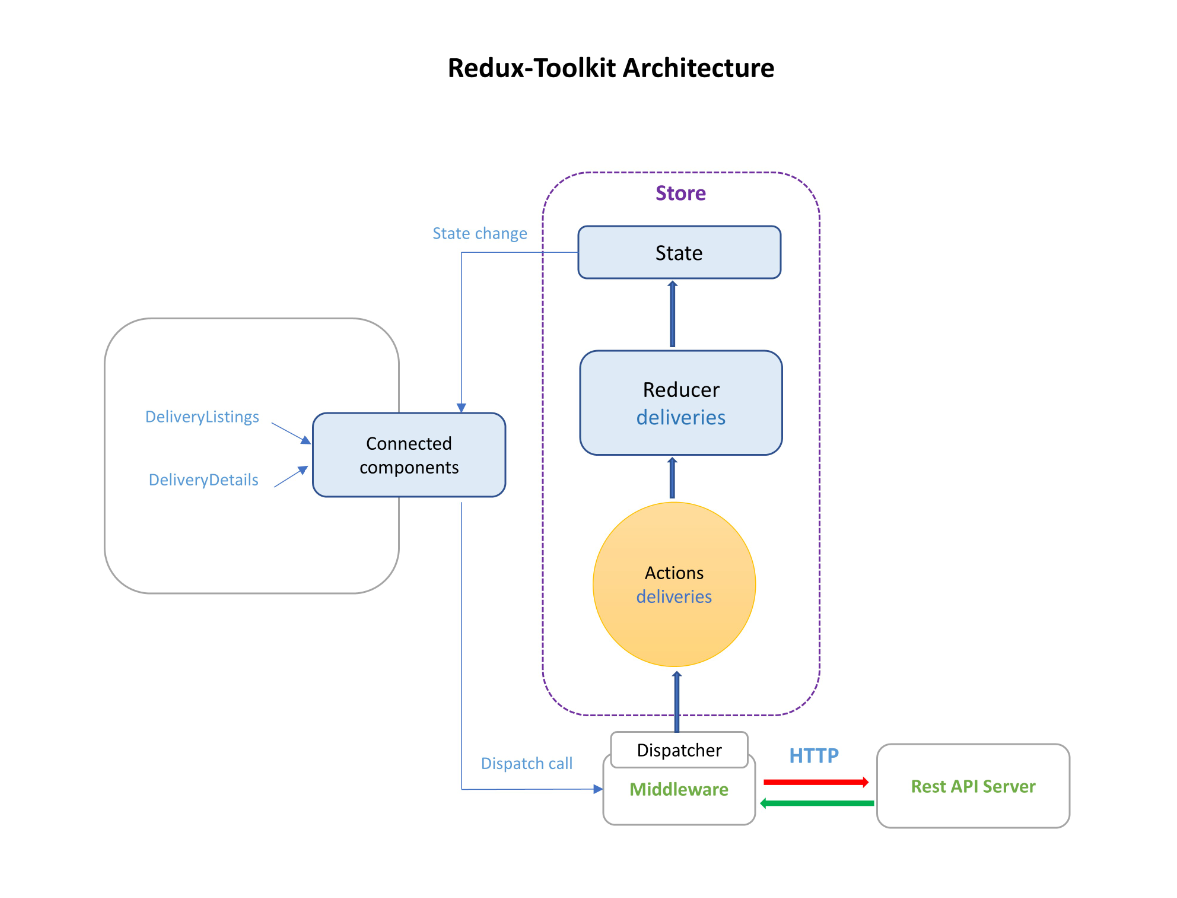 Redux-Toolkit Architecture
Store
State change
State
Reducer
deliveries
DeliveryListings
DeliveryDetails
Connected
components
Actions
deliveries
Dispatch call
Dispatcher
Middleware
HTTP
Rest API Server